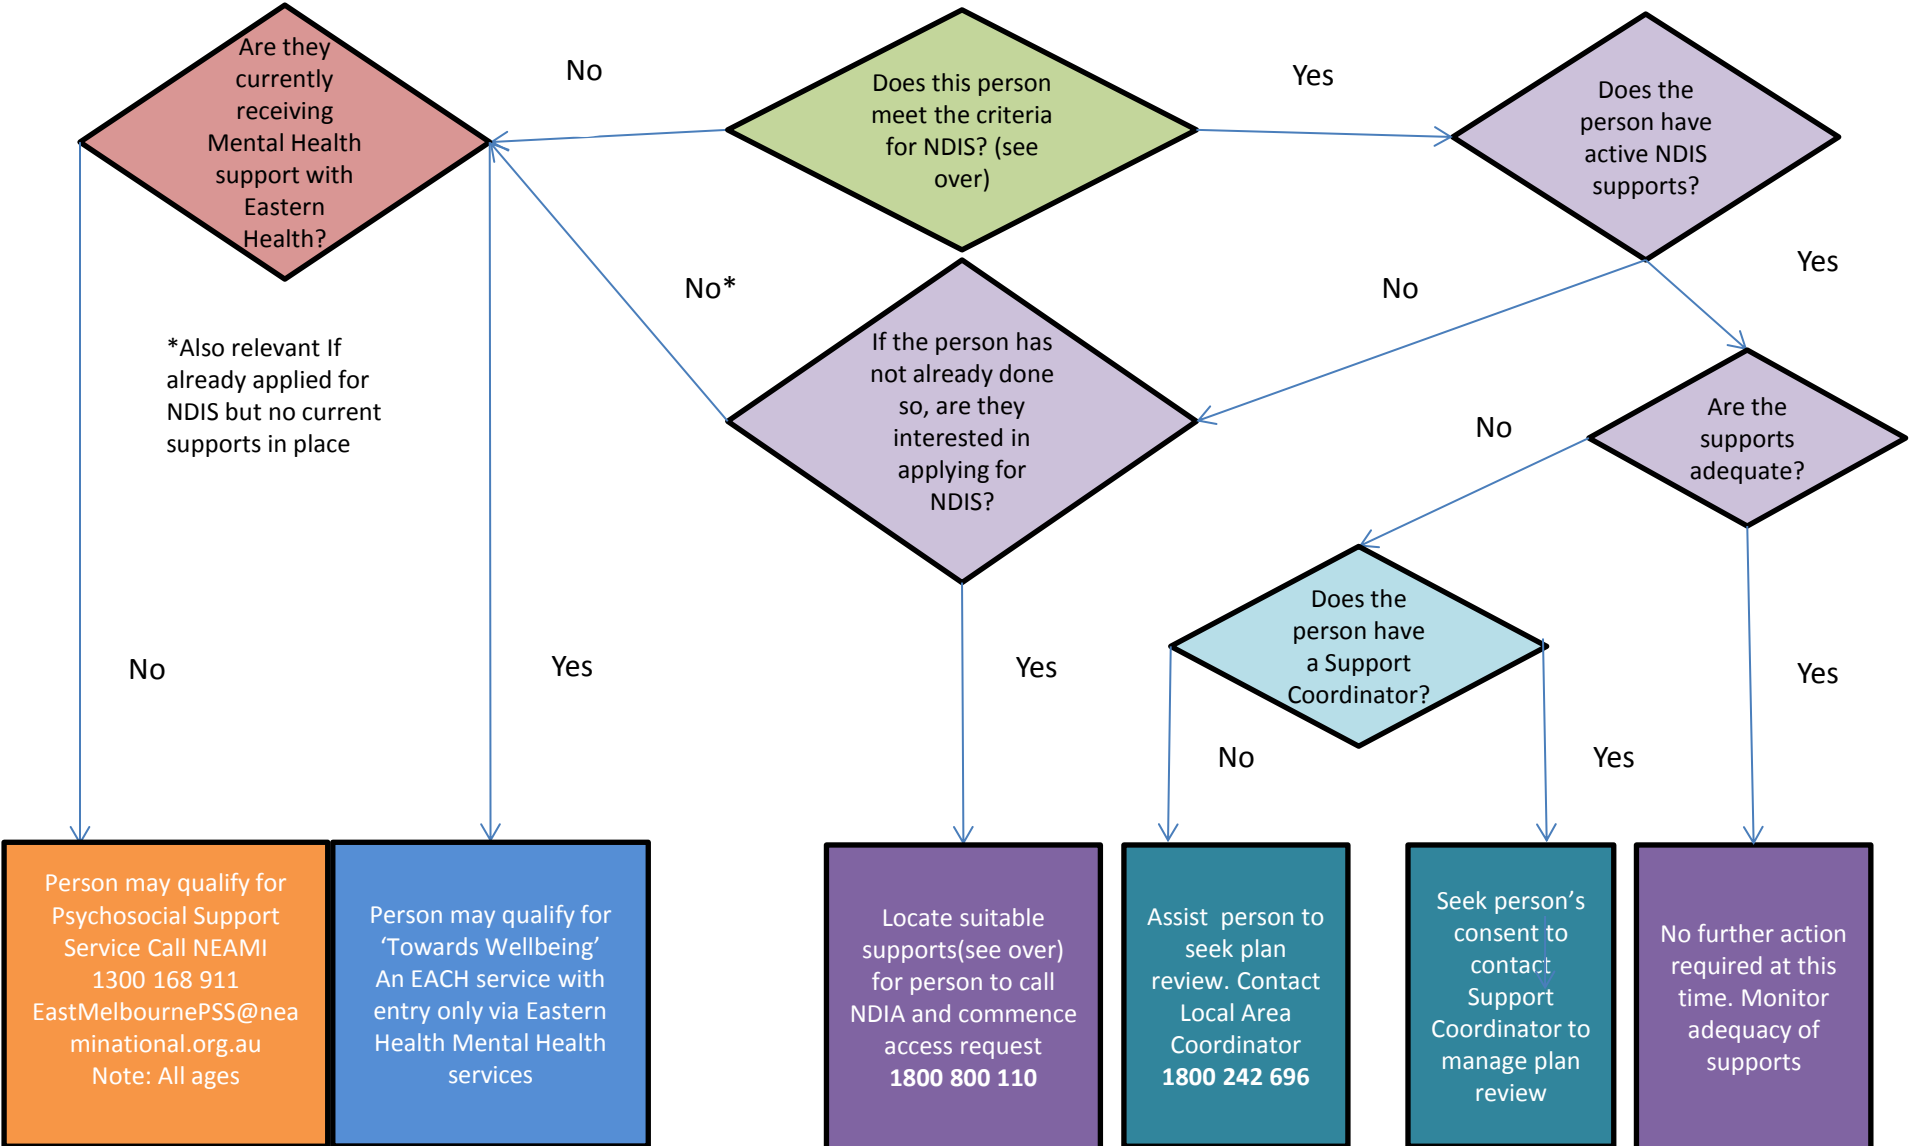 Are they
currently
receiving
Mental Health
support with
Eastern
Health?
No
Does this person
meet the criteria
for NDIS? (see
over)
Yes
Does the
person have
active NDIS
supports?
No*
No
Yes
*Also relevant If
already applied for
NDIS but no current
supports in place
If the person has
not already done
so, are they
interested in
applying for
NDIS?
No
Are the
supports
adequate?
Does the
person have
a Support
Coordinator?
No
Yes
Yes
Yes
No
Yes
Person may qualify for
Psychosocial Support
Service Call NEAMI
1300 168 911
EastMelbournePSS@nea
minational.org.au
Note: All ages
Person may qualify for
‘Towards Wellbeing’
An EACH service with
entry only via Eastern
Health Mental Health
services
Locate suitable
supports(see over)
for person to call
NDIA and commence
access request
1800 800 110
Assist  person to
seek plan
review. Contact
Local Area
Coordinator
1800 242 696
Seek person’s
consent to
contact
Support
Coordinator to
manage plan
review
No further action
required at this
time. Monitor
adequacy of
supports